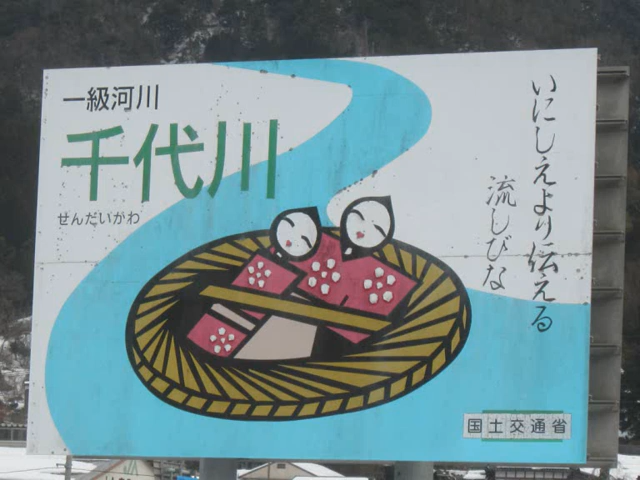 一級河川
千代川
せんだいがわ
いにしえより伝える
流しびな
国土交通省
JA